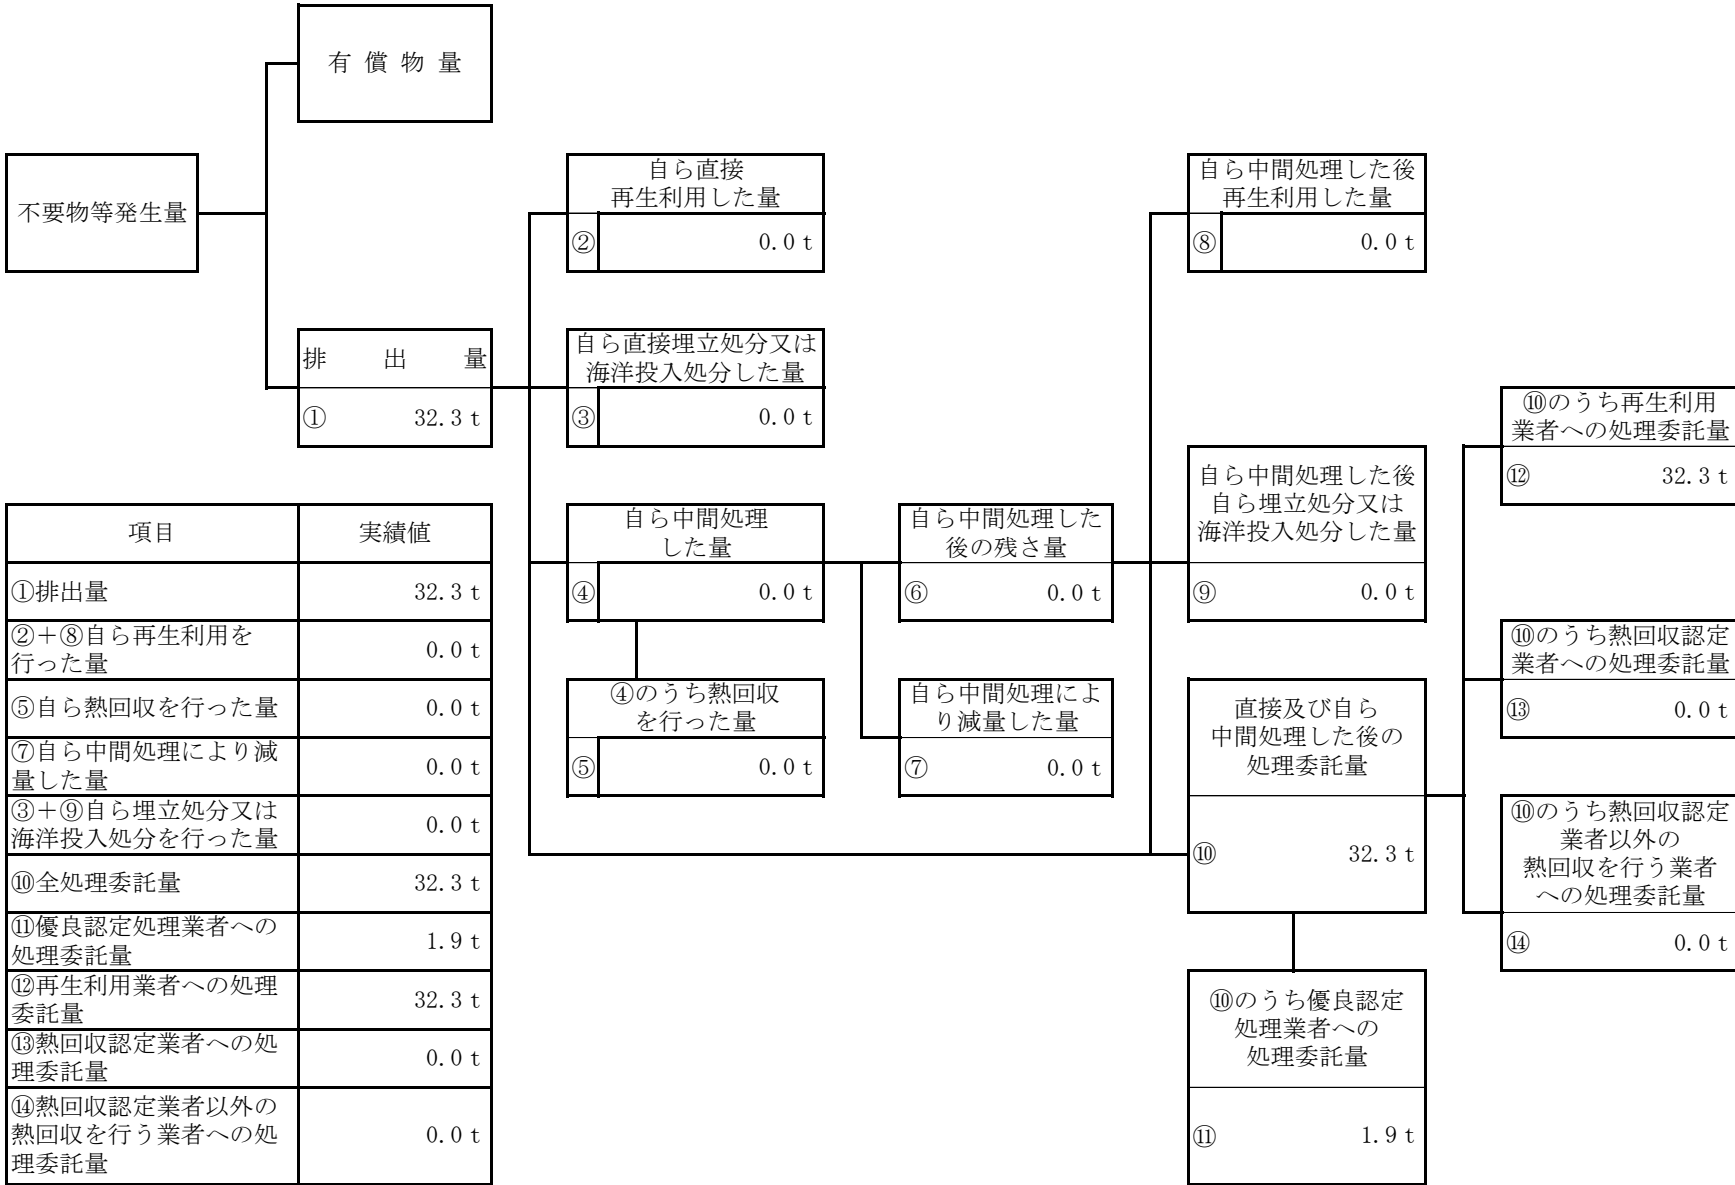 有償物量
不要物等発生量
自ら直接
再生利用した量
② 0.0 t
自ら中間処理した後
再生利用した量
⑧ 0.0 t
排出量
① 32.3 t
自ら直接埋立処分又は
海洋投入処分した量
③ 0.0 t
⑩のうち再生利用
業者への処理委託量
⑫ 32.3 t
自ら中間処理した後
自ら埋立処分又は
海洋投入処分した量
⑨ 0.0 t
自ら中間処理
した量
④ 0.0 t
自ら中間処理した
後の残さ量
⑥ 0.0 t
⑩のうち熱回収認定
業者への処理委託量
⑬ 0.0 t
④のうち熱回収
を行った量
⑤ 0.0 t
自ら中間処理によ
り減量した量
⑦ 0.0 t
直接及び自ら
中間処理した後の
処理委託量
⑩ 32.3 t
⑩のうち熱回収認定
業者以外の
熱回収を行う業者
への処理委託量
⑭ 0.0 t
⑩のうち優良認定
処理業者への
処理委託量
⑪ 1.9 t
項目 実績値
①排出量 32.3 t
②+⑧自ら再生利用を
行った量 0.0 t
⑤自ら熱回収を行った量 0.0 t
⑦自ら中間処理により減
量した量 0.0 t
③+⑨自ら埋立処分又は
海洋投入処分を行った量 0.0 t
⑩全処理委託量 32.3 t
⑪優良認定処理業者への
処理委託量 1.9 t
⑫再生利用業者への処理
委託量 32.3 t
⑬熱回収認定業者への処
理委託量 0.0 t
⑭熱回収認定業者以外の
熱回収を行う業者への処
理委託量 0.0 t